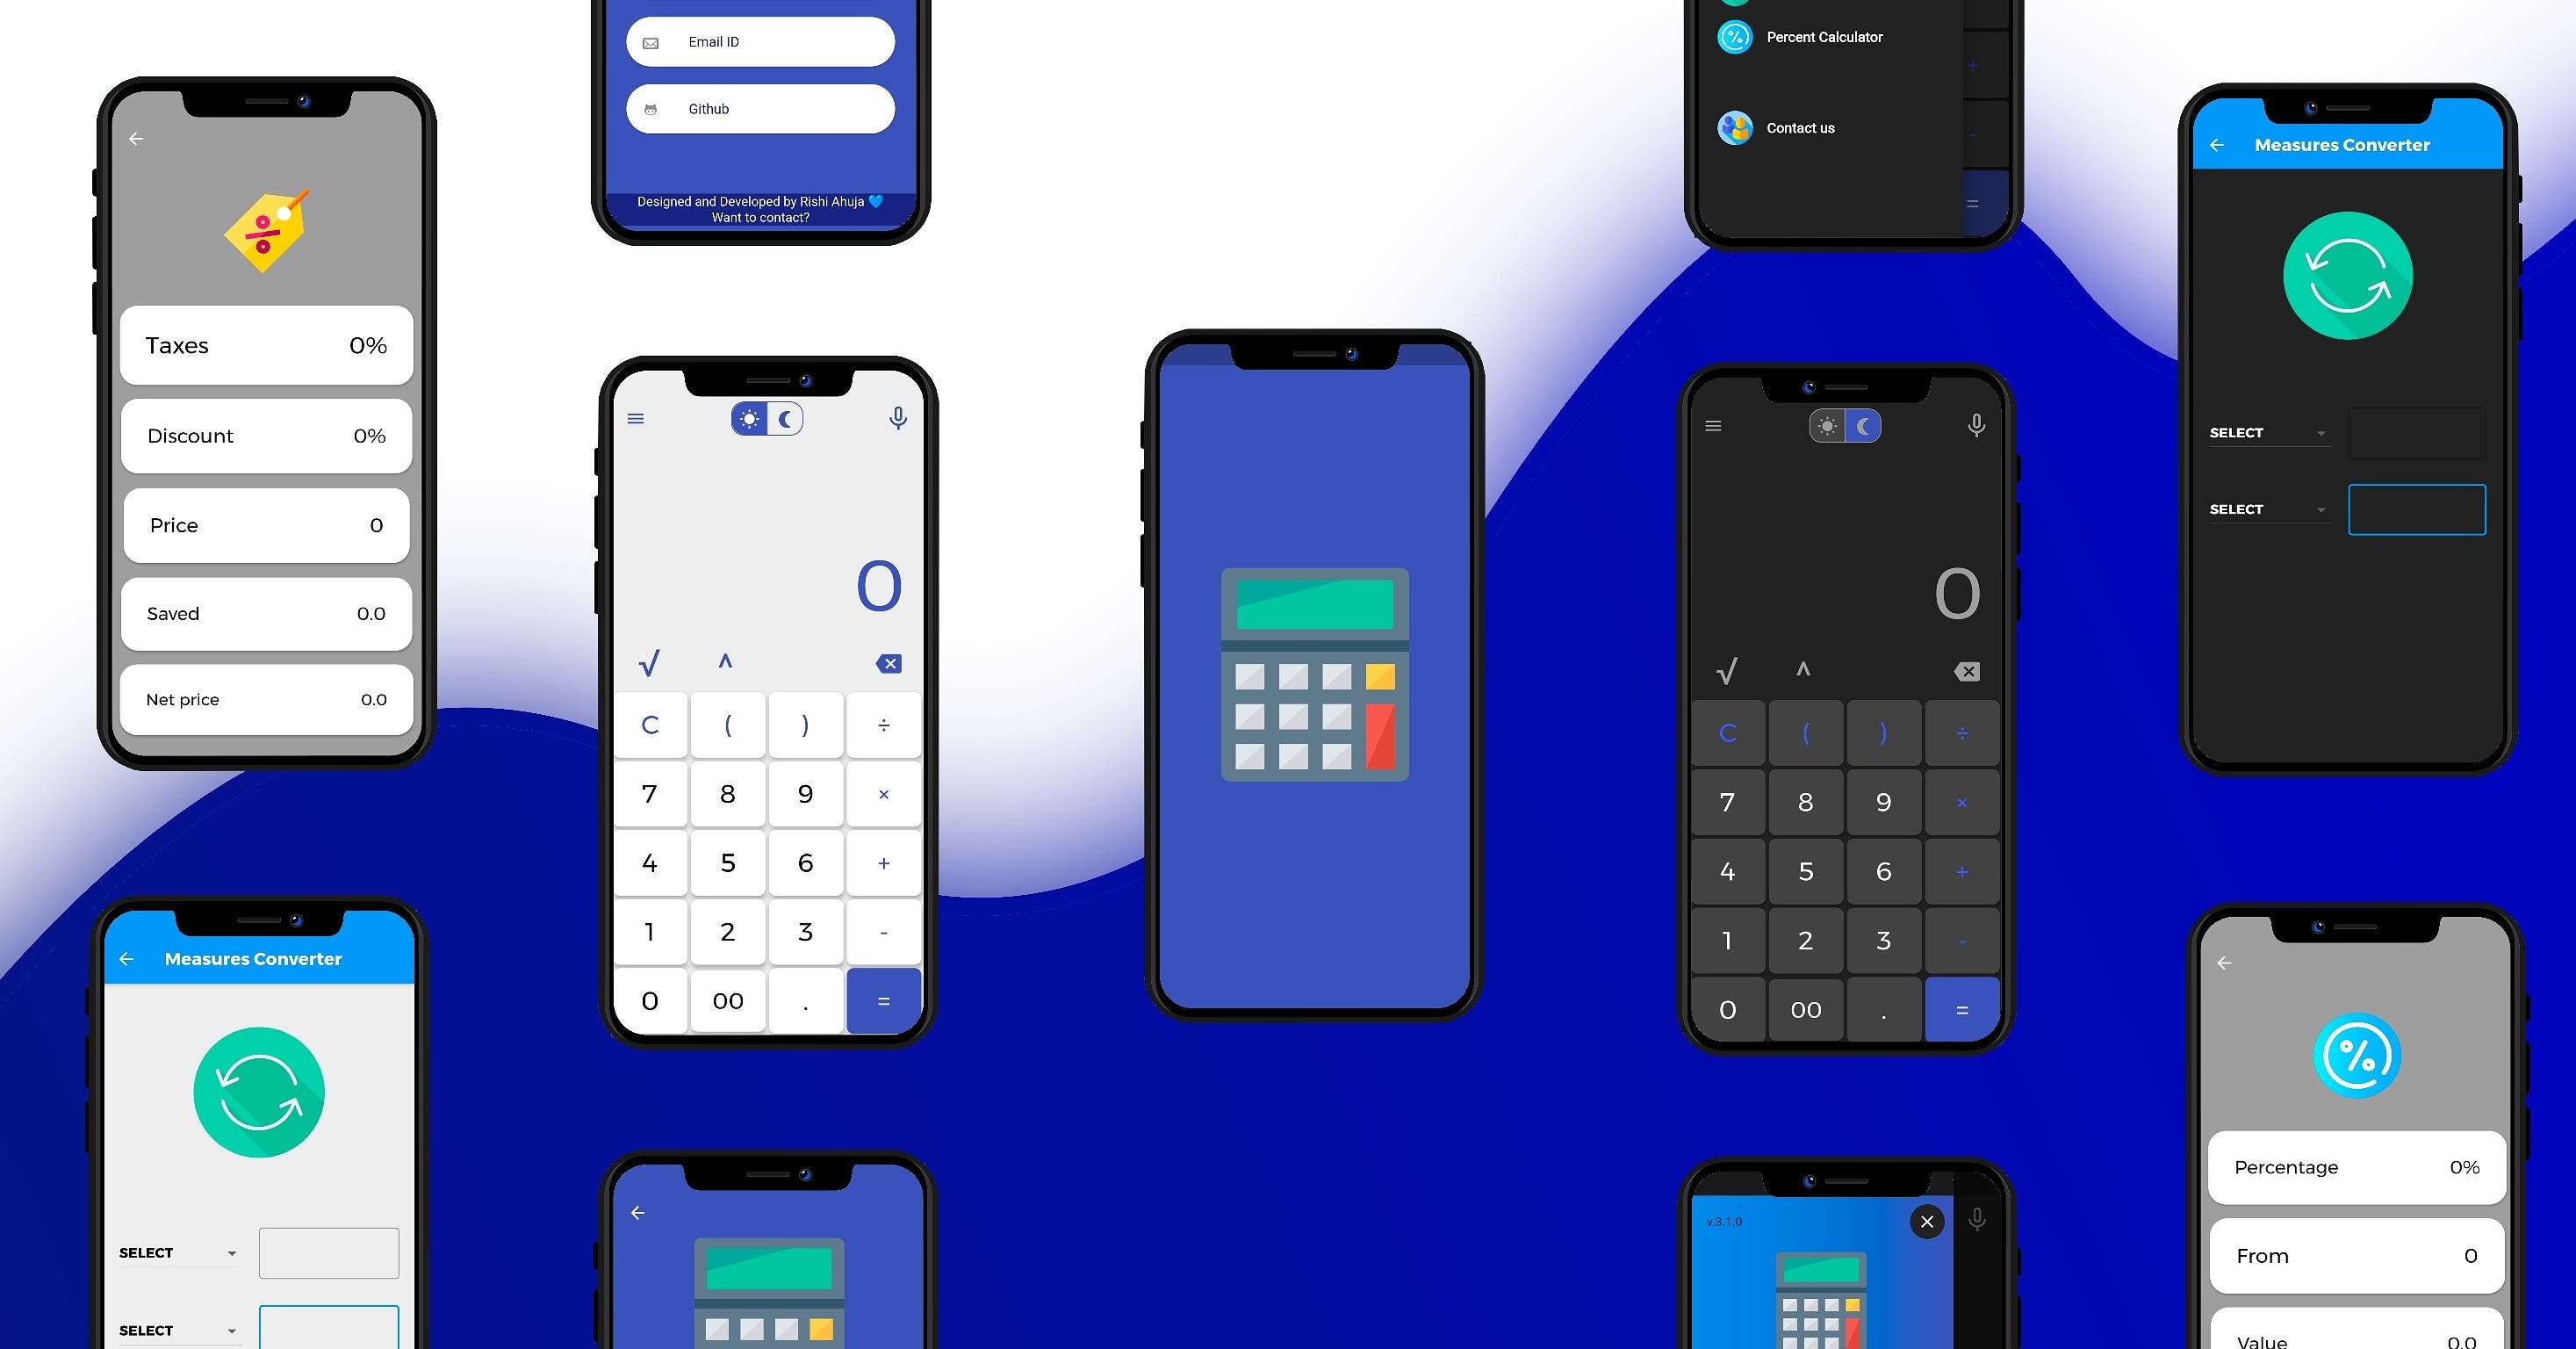 Taxes 0%
Discount 0%
Price 0
Saved 0.0
Net price 0.0
Measures Converter
SELECT
SELECT
Email ID
Github
Designed and Developed by Rishi Ahuja 💙
Want to contact?
0
√ ^
C ( ) ÷
7 8 9 ×
4 5 6 +
1 2 3 -
0 00 . =
Percent Calculator +
-
Contact us
=
0
√ ^
C ( ) ÷
7 8 9 ×
4 5 6 +
1 2 3 -
0 00 . =
v.3.1.0
Measures Converter
SELECT
SELECT
%
Percentage 0%
From 0
Value 0.0